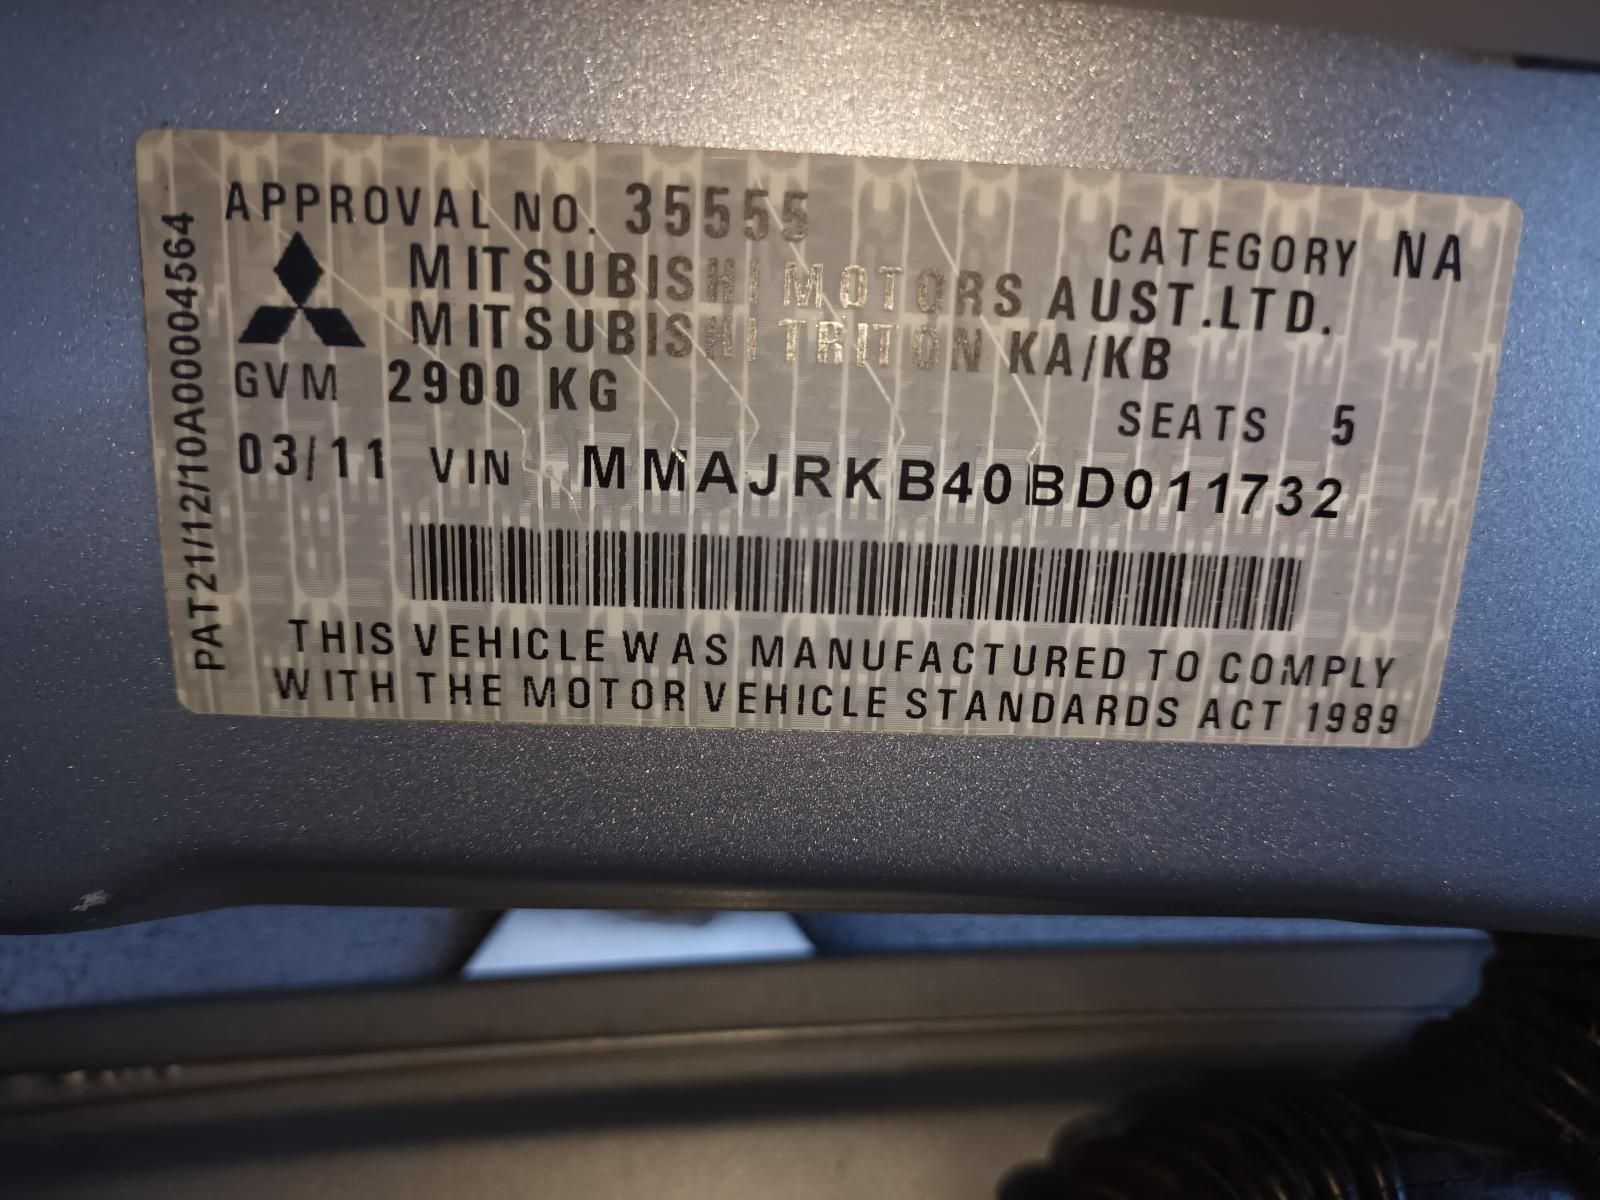 APPROVAL NO. 35555
CATEGORY NA
MITSUBISHI MOTORS AUST.LTD.
MITSUBISHI TRITON KA/KB
GVM 2900 KG
SEATS 5
03/11 VIN MMAJRKB40BD011732
THIS VEHICLE WAS MANUFACTURED TO COMPLY
WITH THE MOTOR VEHICLE STANDARDS ACT 1989
PAT21/12/10A00004564